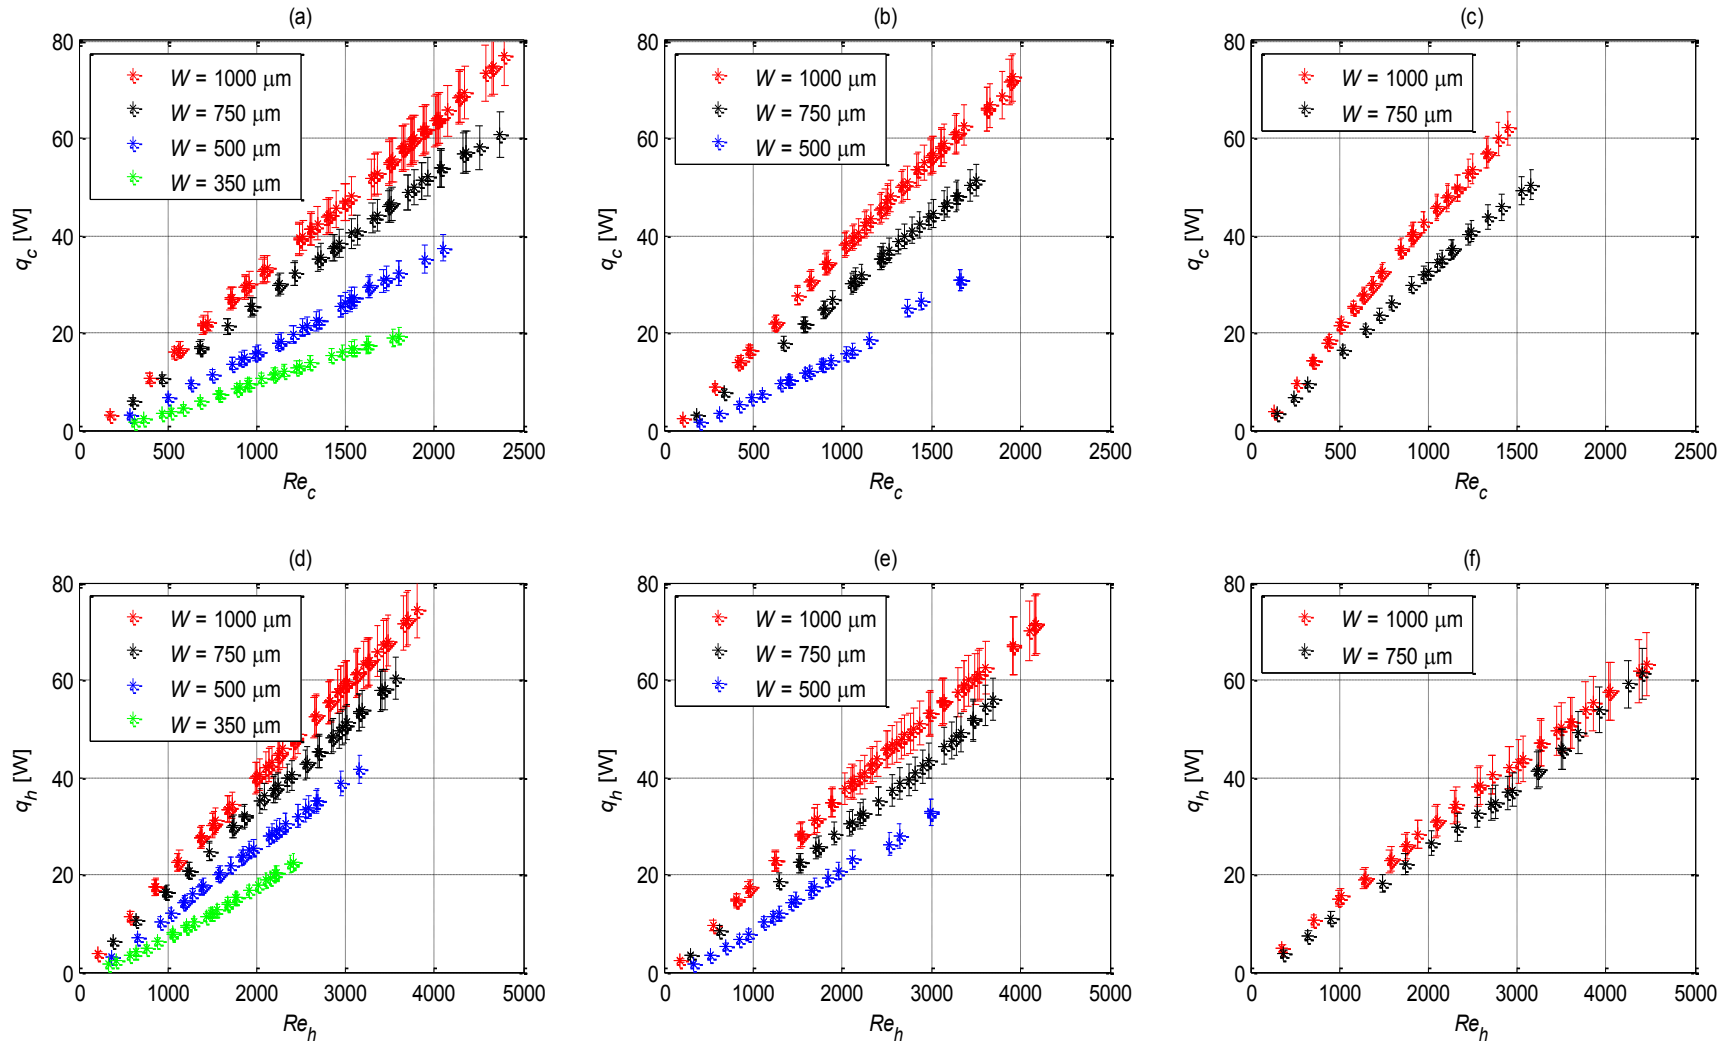 (a)
80
60
40
20
0
q_c [W]
W = 1000 μm
W = 750 μm
W = 500 μm
W = 350 μm
0 500 1000 1500 2000 2500
Re_c
(b)
80
60
40
20
0
q_c [W]
W = 1000 μm
W = 750 μm
W = 500 μm
0 500 1000 1500 2000 2500
Re_c
(c)
80
60
40
20
0
q_c [W]
W = 1000 μm
W = 750 μm
0 500 1000 1500 2000 2500
Re_c
(d)
80
60
40
20
0
q_h [W]
W = 1000 μm
W = 750 μm
W = 500 μm
W = 350 μm
0 1000 2000 3000 4000 5000
Re_h
(e)
80
60
40
20
0
q_h [W]
W = 1000 μm
W = 750 μm
W = 500 μm
0 1000 2000 3000 4000 5000
Re_h
(f)
80
60
40
20
0
q_h [W]
W = 1000 μm
W = 750 μm
0 1000 2000 3000 4000 5000
Re_h